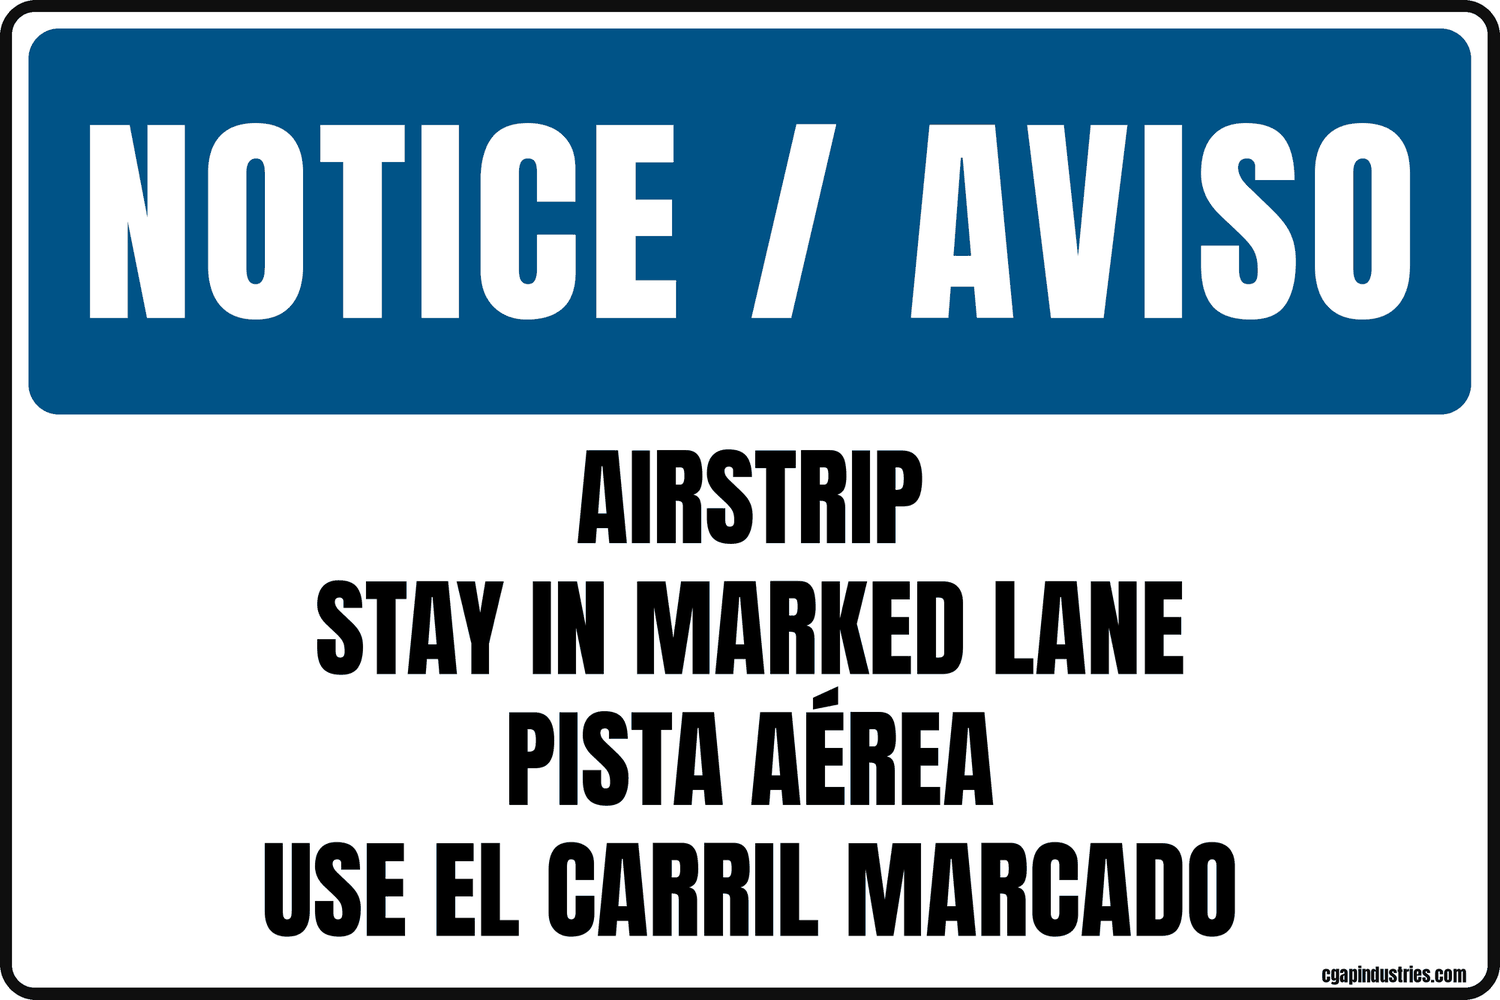 NOTICE / AVISO
AIRSTRIP
STAY IN MARKED LANE
PISTA AÉREA
USE EL CARRIL MARCADO
cgapindustries.com